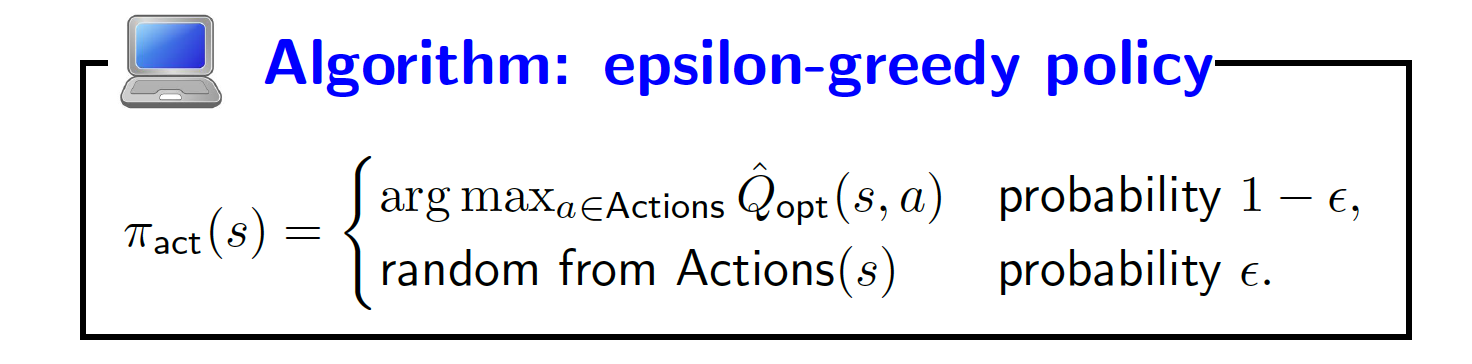 Algorithm: epsilon-greedy policy
π_act(s) = { arg max_{a∈Actions} Q̂_opt(s, a) probability 1 − ϵ,
random from Actions(s) probability ϵ.